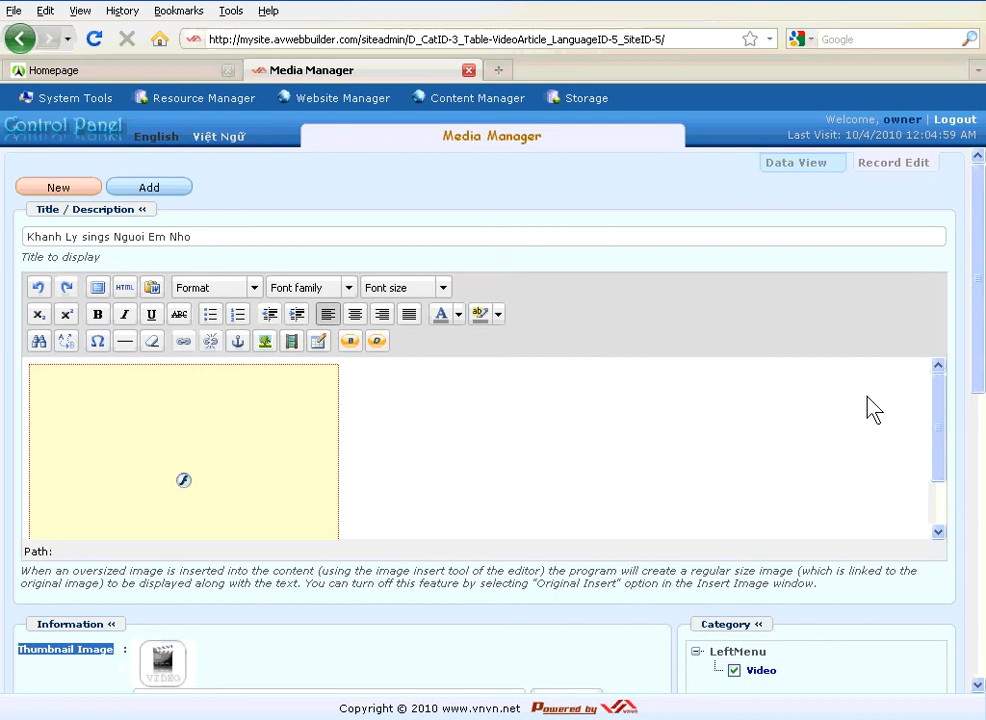 File Edit View History Bookmarks Tools Help
http://mysite.avwebbuilder.com/siteadmin/D_CatID-3_Table-VideoArticle_LanguageID-5_SiteID-5/ Google
Homepage Media Manager
System Tools Resource Manager Website Manager Content Manager Storage
Control Panel English Việt Ngữ Media Manager Welcome, owner | Logout
Last Visit: 10/4/2010 12:04:59 AM
Data View Record Edit
New Add
Title / Description «
Khanh Ly sings Nguoi Em Nho
Title to display
HTML Format Font family Font size
x₂ x² B I U ABC A ab
Ω B D
Path:
When an oversized image is inserted into the content (using the image insert tool of the editor) the program will create a regular size image (which is linked to the
original image) to be displayed along with the text. You can turn off this feature by selecting "Original Insert" option in the Insert Image window.
Information « Category «
Thumbnail Image : VIDEO LeftMenu
Video
Copyright © 2010 www.vnvn.net Powered by